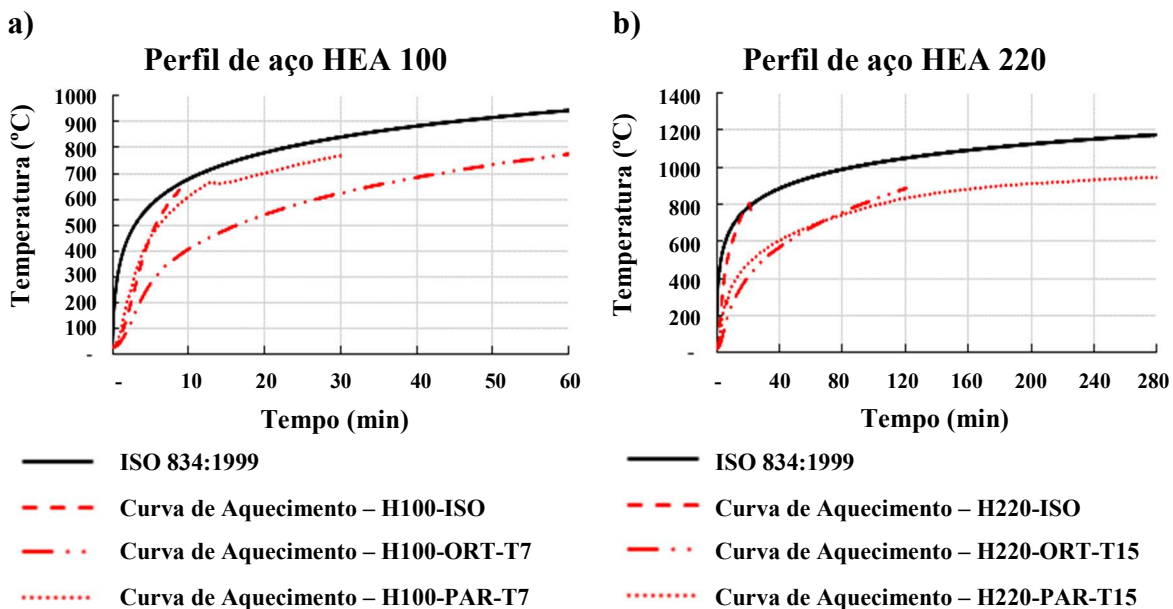 a)
Perfil de aço HEA 100
Temperatura (ºC)
1000
900
800
700
600
500
400
300
200
100
-
- 10 20 30 40 50 60
Tempo (min)
ISO 834:1999
Curva de Aquecimento – H100-ISO
Curva de Aquecimento – H100-ORT-T7
Curva de Aquecimento – H100-PAR-T7
b)
Perfil de aço HEA 220
Temperatura (ºC)
1400
1200
1000
800
600
400
200
-
- 40 80 120 160 200 240 280
Tempo (min)
ISO 834:1999
Curva de Aquecimento – H220-ISO
Curva de Aquecimento – H220-ORT-T15
Curva de Aquecimento – H220-PAR-T15